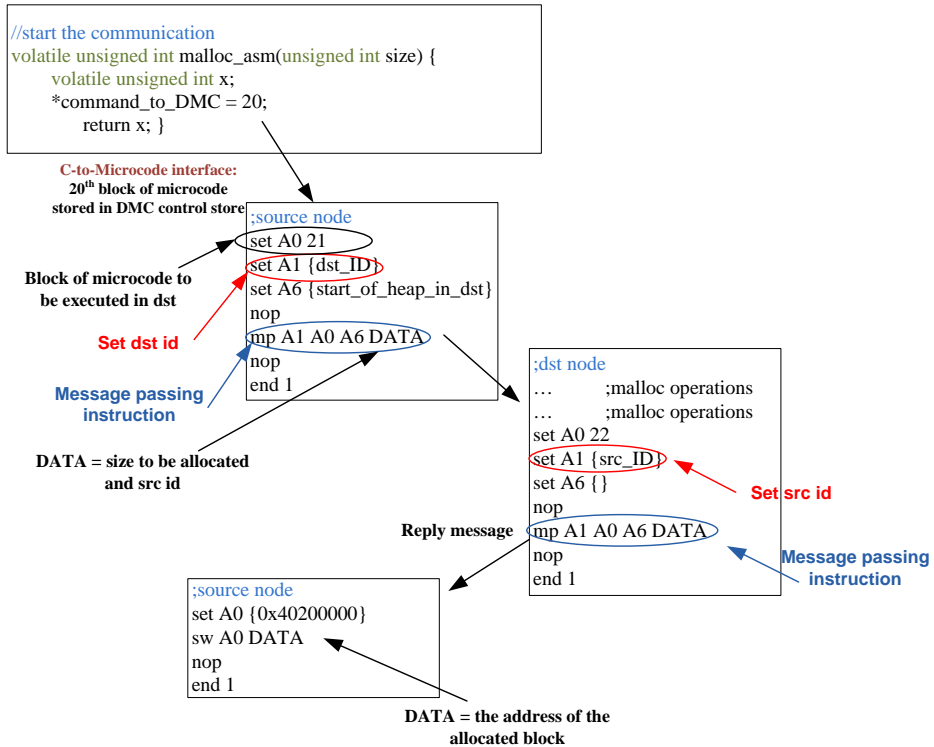 //start the communication
volatile unsigned int malloc_asm(unsigned int size) {
volatile unsigned int x;
*command_to_DMC = 20;
return x; }
C-to-Microcode interface:
20th block of microcode
stored in DMC control store
;source node
set A0 21
set A1 {dst_ID}
set A6 {start_of_heap_in_dst}
nop
mp A1 A0 A6 DATA
nop
end 1
Block of microcode to
be executed in dst
Set dst id
Message passing
instruction
DATA = size to be allocated
and src id
;dst node
… ;malloc operations
… ;malloc operations
set A0 22
set A1 {src_ID}
set A6 {}
nop
mp A1 A0 A6 DATA
nop
end 1
Set src id
Message passing
instruction
Reply message
;source node
set A0 {0x40200000}
sw A0 DATA
nop
end 1
DATA = the address of the
allocated block